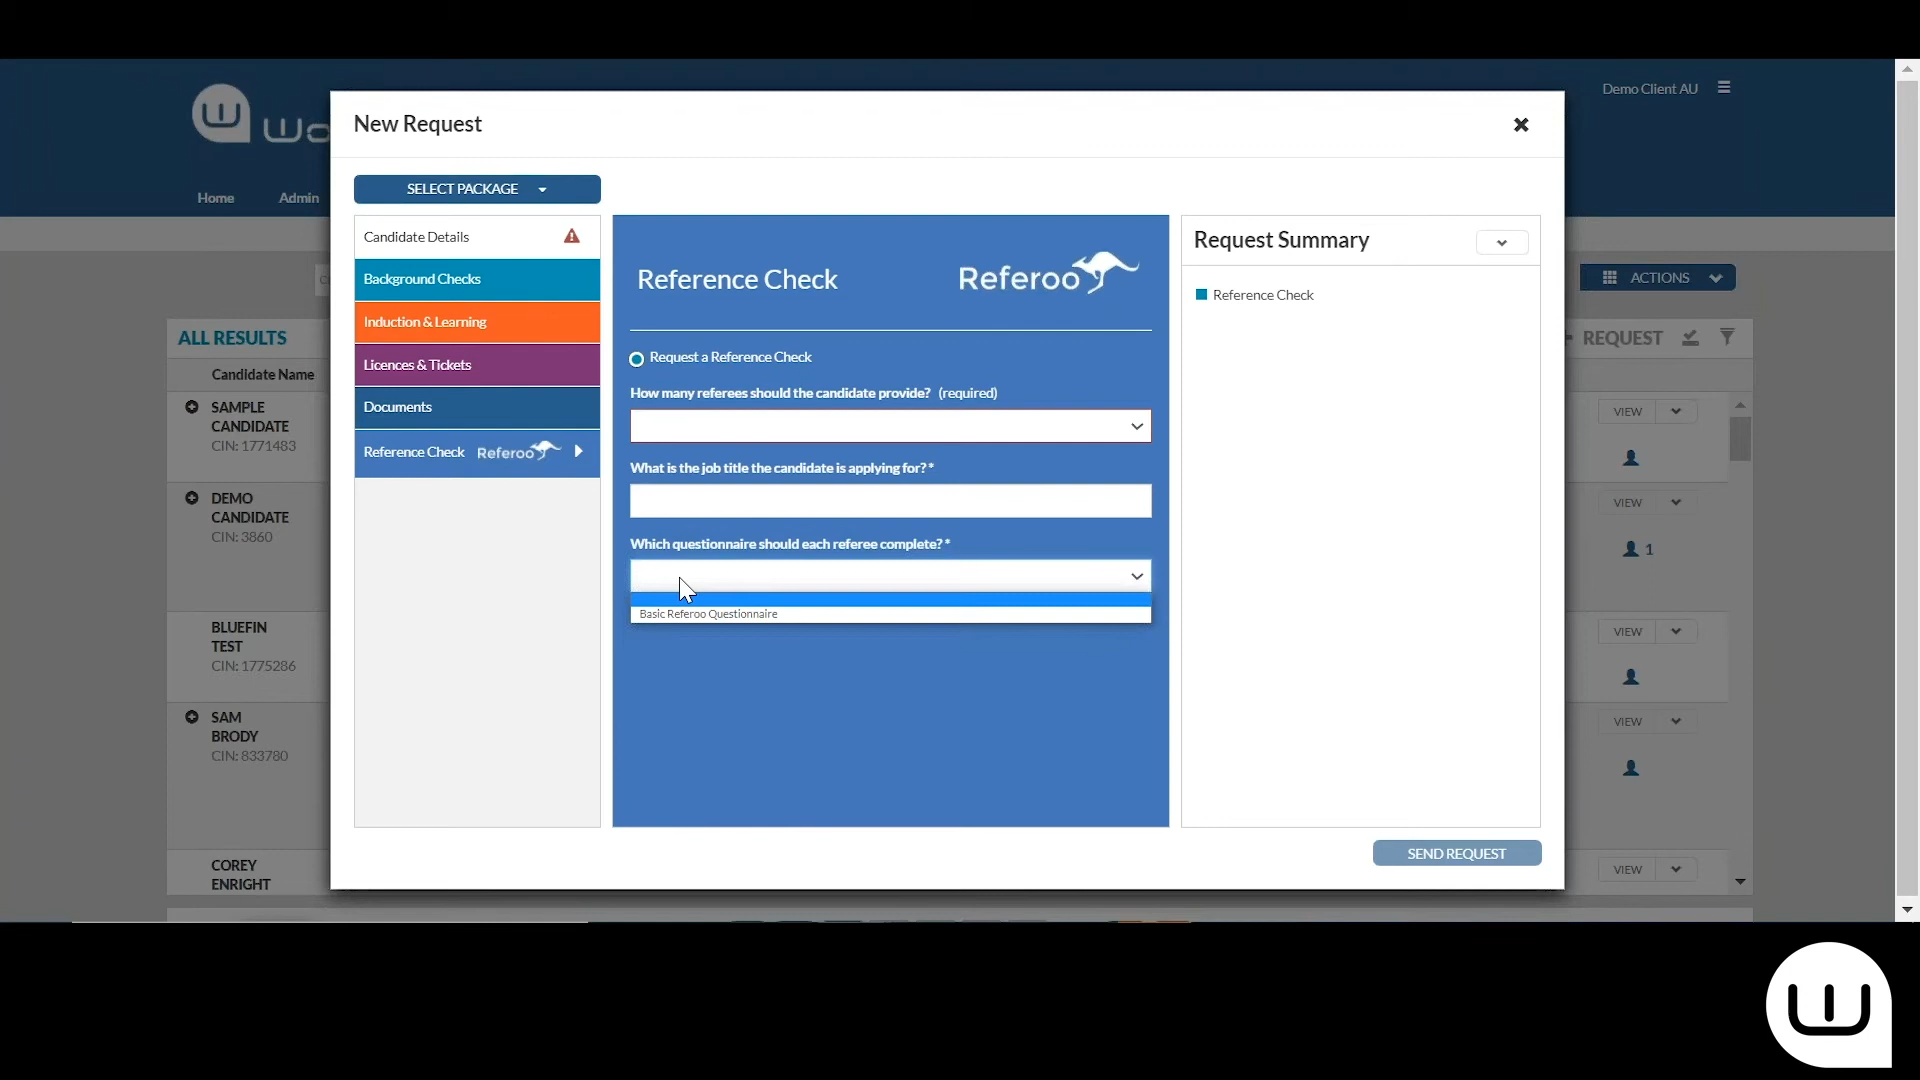 Demo Client AU
Wo
Home
Admin
New Request
SELECT PACKAGE
Candidate Details
Background Checks
Induction & Learning
Licences & Tickets
Documents
Reference Check Referoo
Reference Check
Referoo
Request a Reference Check
How many referees should the candidate provide? (required)
What is the job title the candidate is applying for? *
Which questionnaire should each referee complete? *
Basic Referoo Questionnaire
Request Summary
Reference Check
SEND REQUEST
ACTIONS
ALL RESULTS
REQUEST
Candidate Name
SAMPLE
CANDIDATE
CIN: 1771483
VIEW
DEMO
CANDIDATE
CIN: 3860
VIEW
1
BLUEFIN
TEST
CIN: 1775286
VIEW
SAM
BRODY
CIN: 833780
VIEW
COREY
ENRIGHT
VIEW